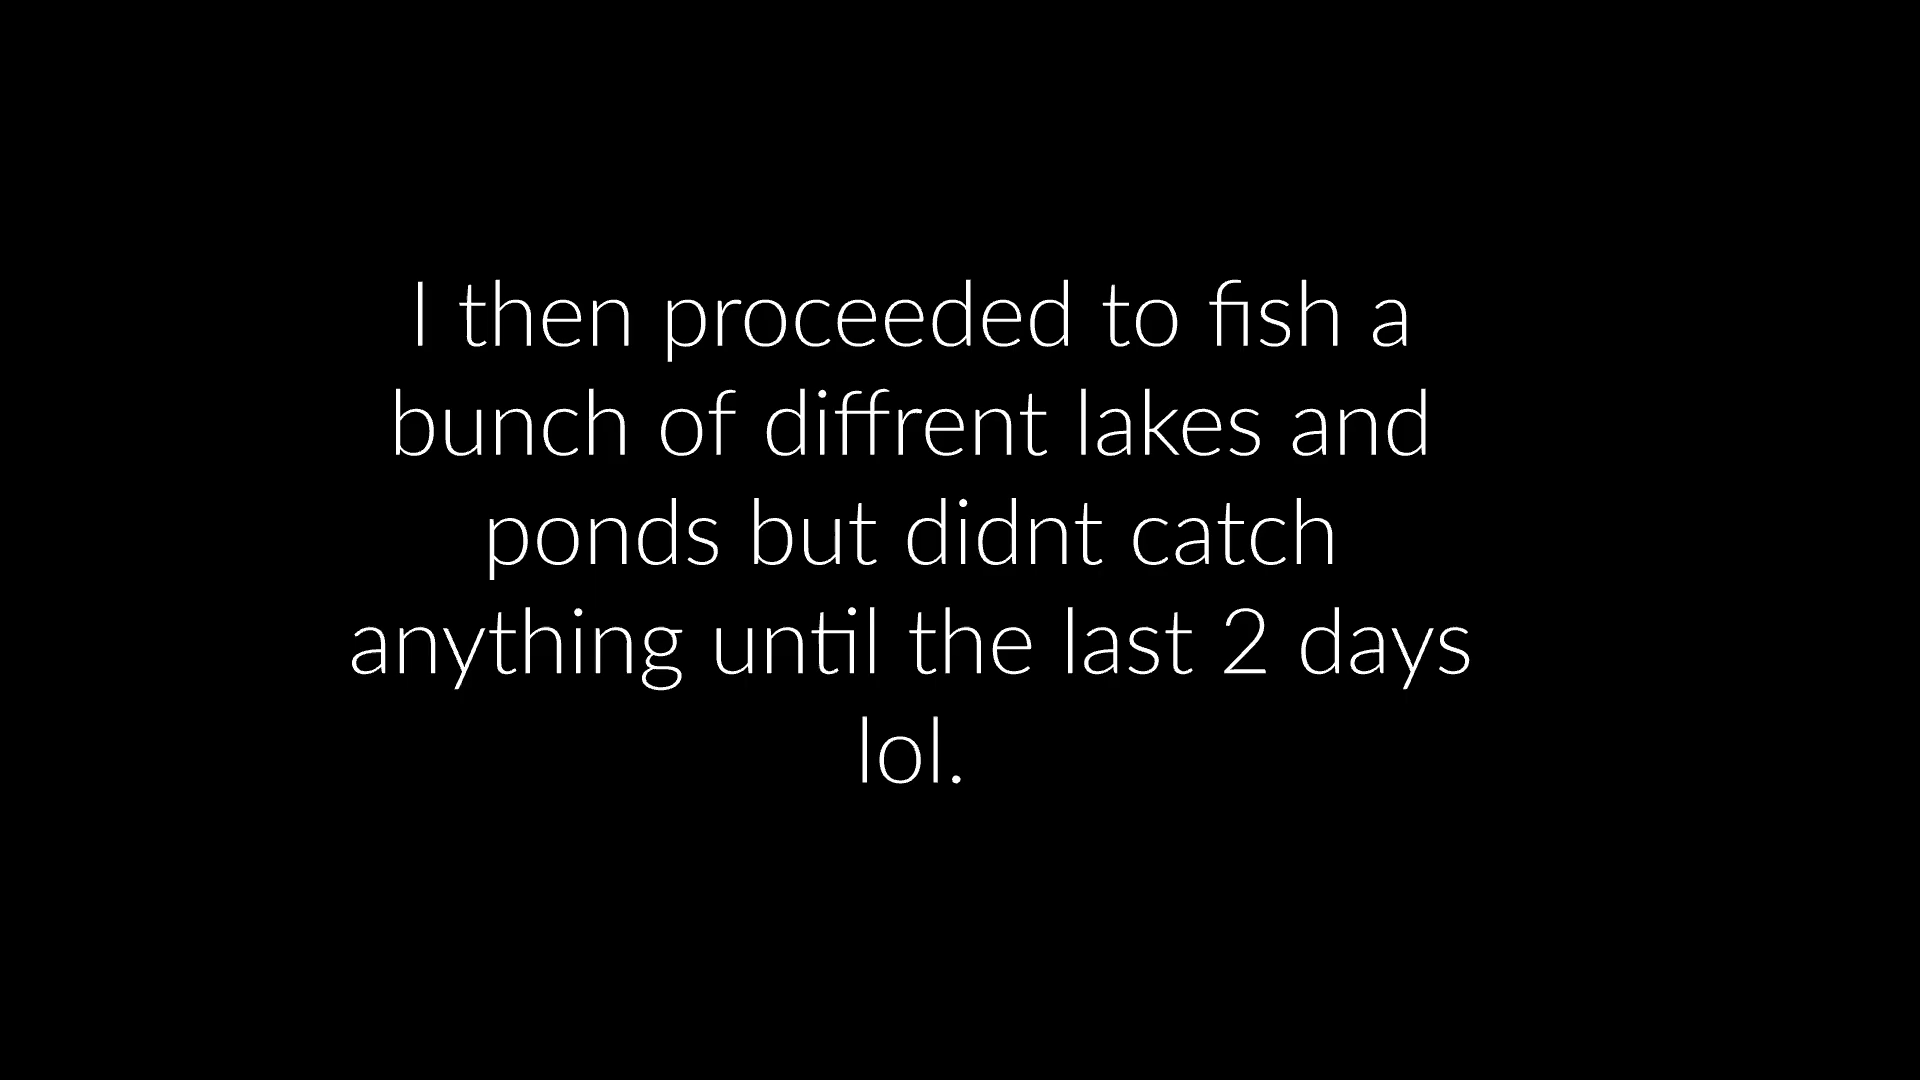 I then proceeded to fish a
bunch of diffrent lakes and
ponds but didnt catch
anything until the last 2 days
lol.